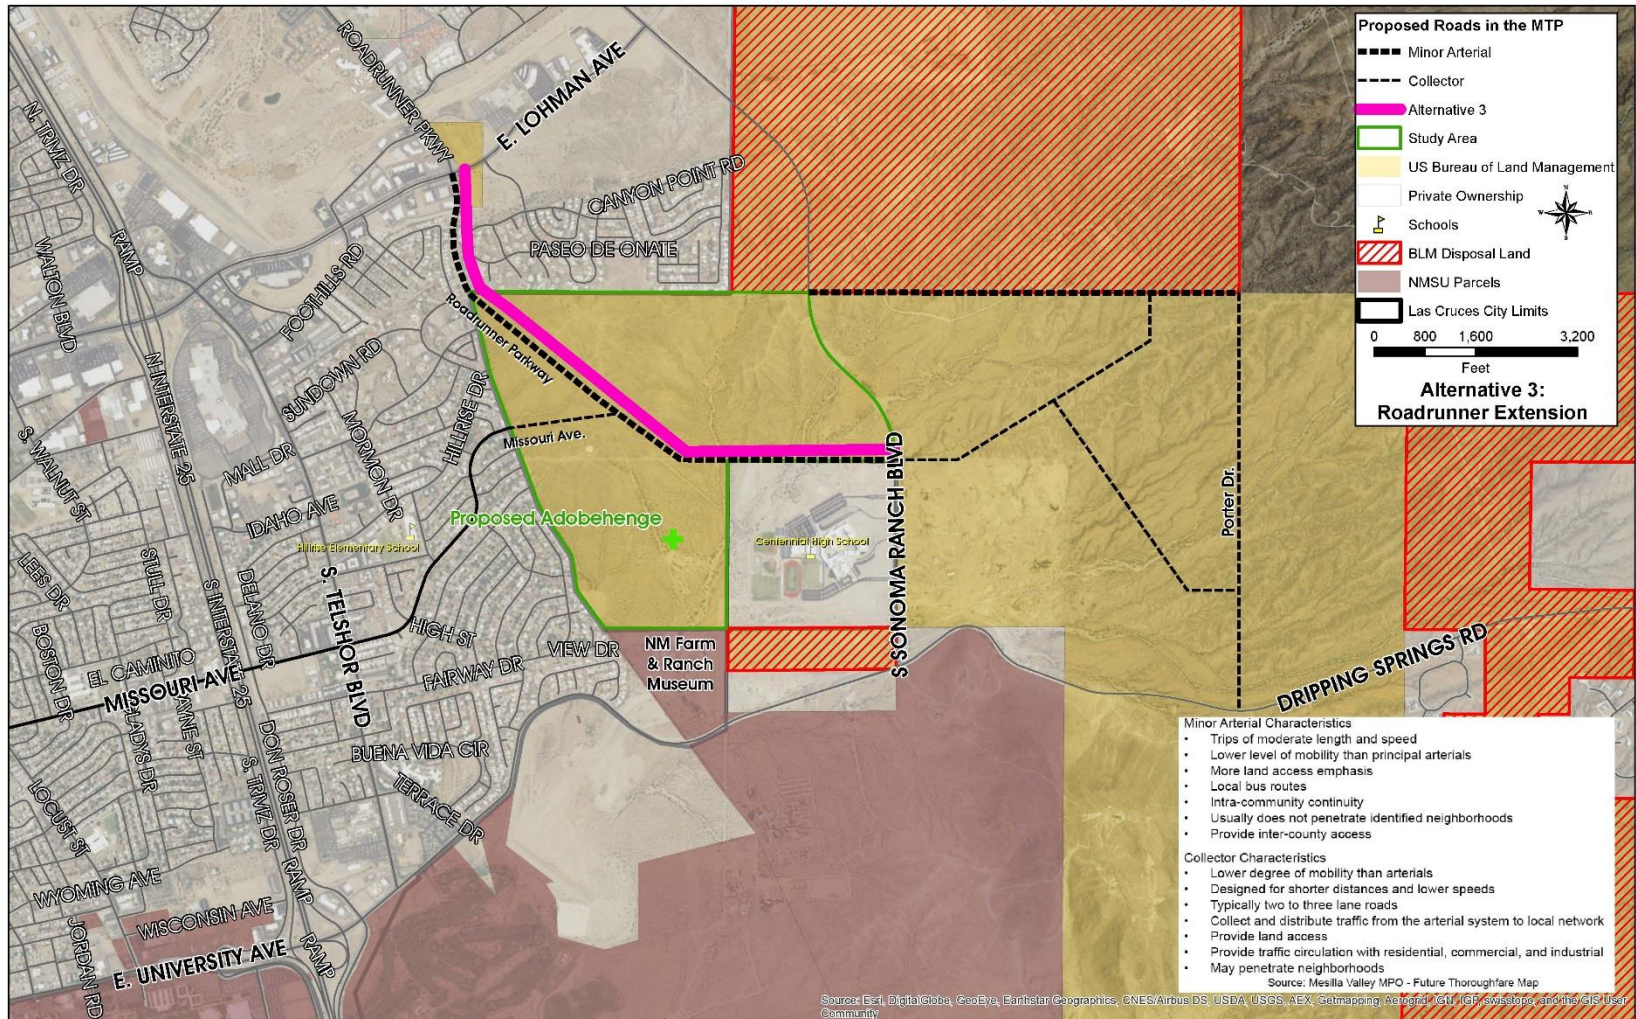 ROADRUNNER PKWY
E. LOHMAN AVE
N. TRIVIZ DR
RAMP
CANYON POINT RD
PASEO DE ONATE
WALTON BLVD
FOOTHILLS RD
Roadrunner Parkway
N INTERSTATE 25
SUNDOWN RD
HILLRISE DR
MORMON DR
Missouri Ave.
MALL DR
S. WALNUT ST
IDAHO AVE
Proposed Adobehenge
Hillrise Elementary School
Centennial High School
S SONOMA RANCH BLVD
Porter Dr.
LEES DR
STULL DR
S INTERSTATE 25
DELANO DR
S. TELSHOR BLVD
HIGH ST
VIEW DR
NM Farm
& Ranch
Museum
BOSTON DR
EL CAMINITO
MISSOURI AVE
FAIRWAY DR
DRIPPING SPRINGS RD
GLADYS DR
WAYNE ST
BUENA VIDA CIR
DON ROSER DR
S. TRIVIZ DR
TERRACE DR
LOCUST ST
RAMP
WYOMING AVE
WISCONSIN AVE
JORDAN RD
E. UNIVERSITY AVE
RAMP
Proposed Roads in the MTP
Minor Arterial
Collector
Alternative 3
Study Area
US Bureau of Land Management
Private Ownership
Schools
BLM Disposal Land
NMSU Parcels
Las Cruces City Limits
N
W E
S
0 800 1,600 3,200
Feet
Alternative 3:
Roadrunner Extension
Minor Arterial Characteristics
• Trips of moderate length and speed
• Lower level of mobility than principal arterials
• More land access emphasis
• Local bus routes
• Intra-community continuity
• Usually does not penetrate identified neighborhoods
• Provide inter-county access
Collector Characteristics
• Lower degree of mobility than arterials
• Designed for shorter distances and lower speeds
• Typically two to three lane roads
• Collect and distribute traffic from the arterial system to local network
• Provide land access
• Provide traffic circulation with residential, commercial, and industrial
• May penetrate neighborhoods
Source: Mesilla Valley MPO - Future Thoroughfare Map
Source: Esri, DigitalGlobe, GeoEye, Earthstar Geographics, CNES/Airbus DS, USDA, USGS, AEX, Getmapping, Aerogrid, IGN, IGP, swisstopo, and the GIS User
Community